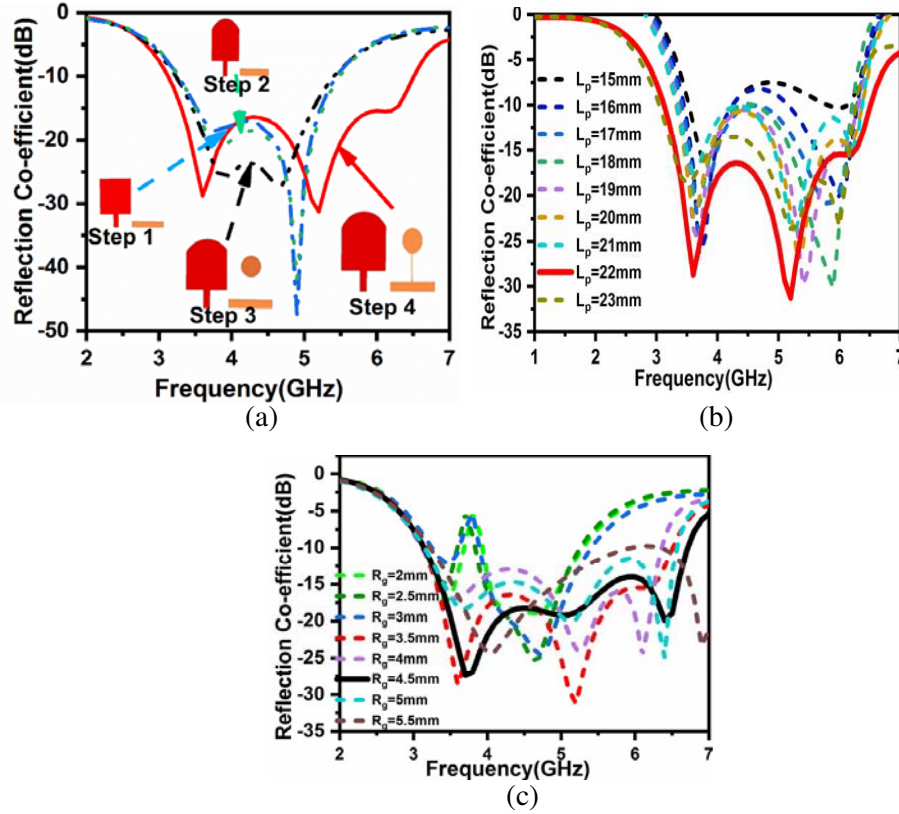 Reflection Co-efficient(dB)
0
-10
-20
-30
-40
-50
2
3
4
5
6
7
Frequency(GHz)
Step 2
Step 1
Step 3
Step 4
(a)
Reflection Co-efficient(dB)
0
-5
-10
-15
-20
-25
-30
-35
1
2
3
4
5
6
7
Frequency(GHz)
Lp=15mm
Lp=16mm
Lp=17mm
Lp=18mm
Lp=19mm
Lp=20mm
Lp=21mm
Lp=22mm
Lp=23mm
(b)
Reflection Co-efficient(dB)
0
-5
-10
-15
-20
-25
-30
-35
2
3
4
5
6
7
Frequency(GHz)
Rg=2mm
Rg=2.5mm
Rg=3mm
Rg=3.5mm
Rg=4mm
Rg=4.5mm
Rg=5mm
Rg=5.5mm
(c)